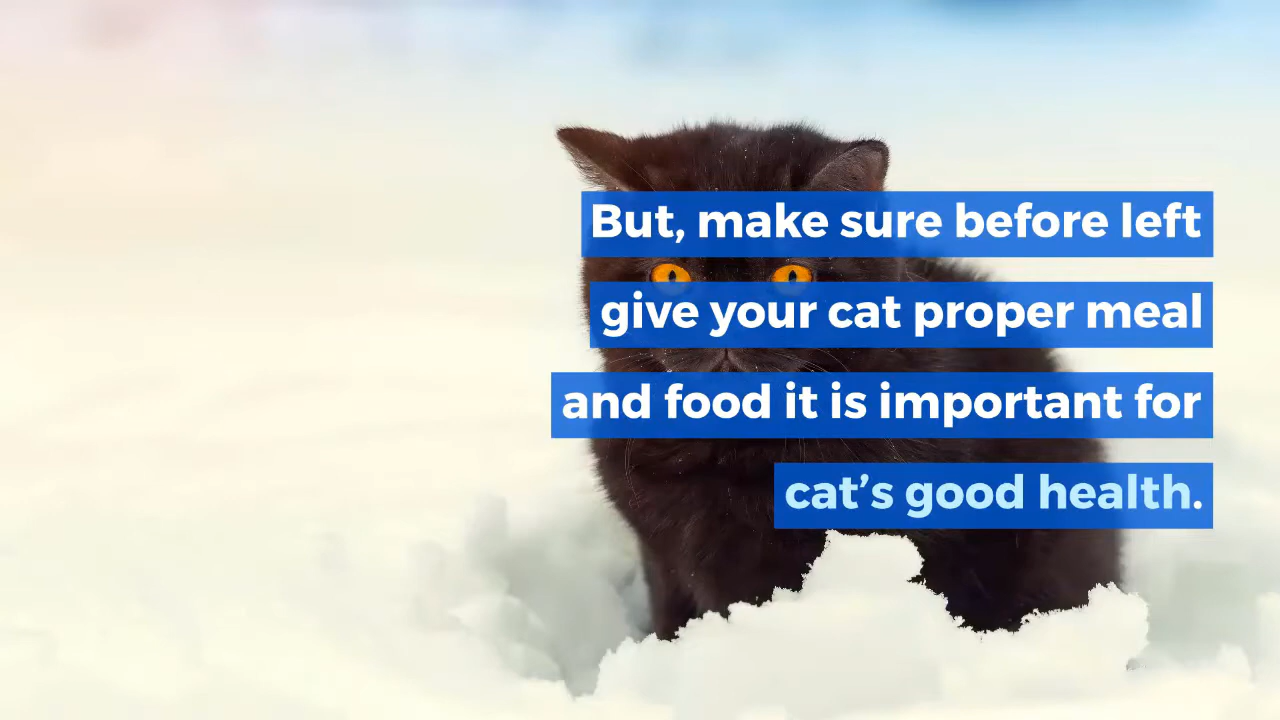 But, make sure before left
give your cat proper meal
and food it is important for
cat’s good health.